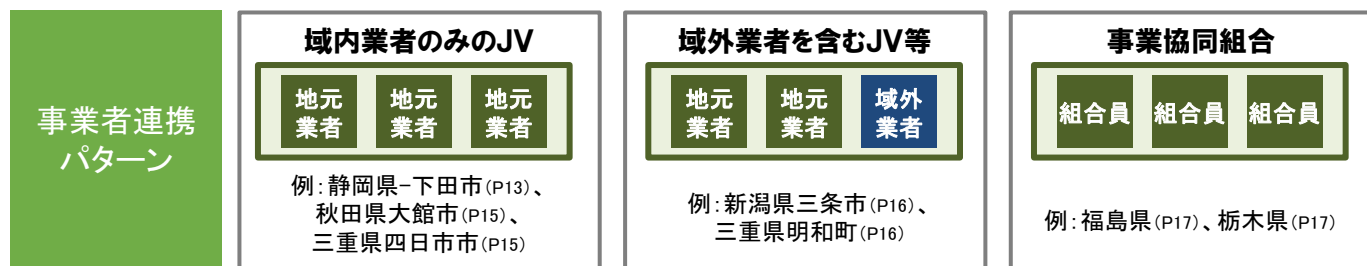 事業者連携
パターン
域内業者のみのJV
地元
業者
地元
業者
地元
業者
例：静岡県-下田市(P13)、
秋田県大館市(P15)、
三重県四日市市(P15)
域外業者を含むJV等
地元
業者
地元
業者
域外
業者
例：新潟県三条市(P16)、
三重県明和町(P16)
事業協同組合
組合員 組合員 組合員
例：福島県(P17)、栃木県(P17)